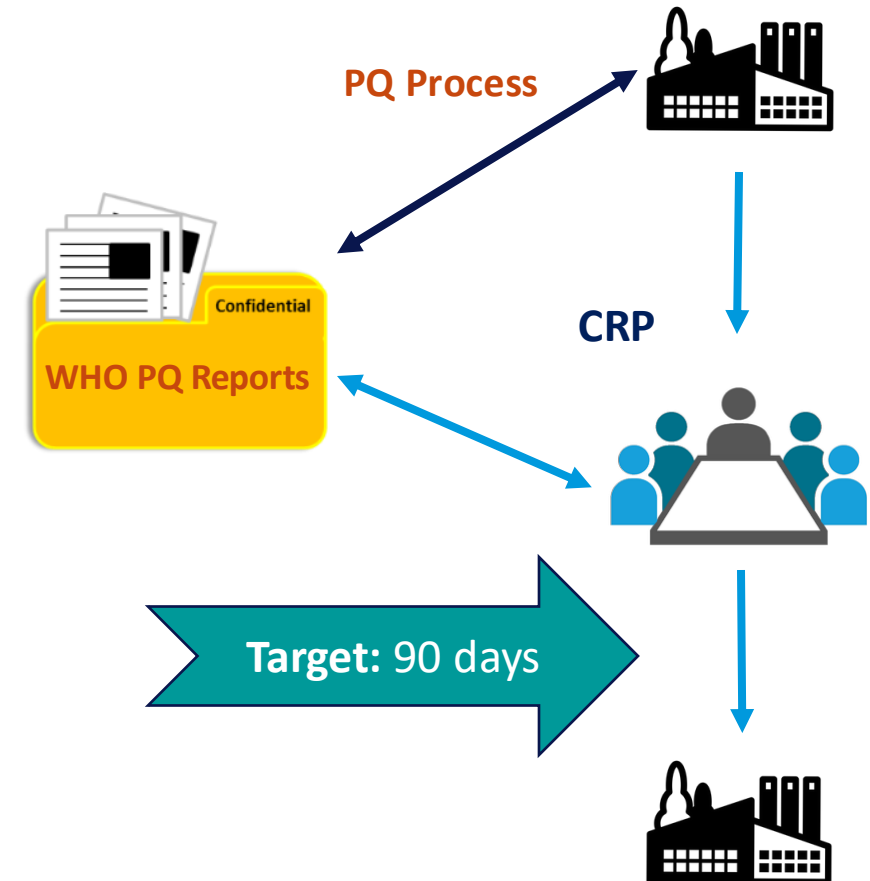 PQ Process
Confidential
WHO PQ Reports
CRP
Target: 90 days